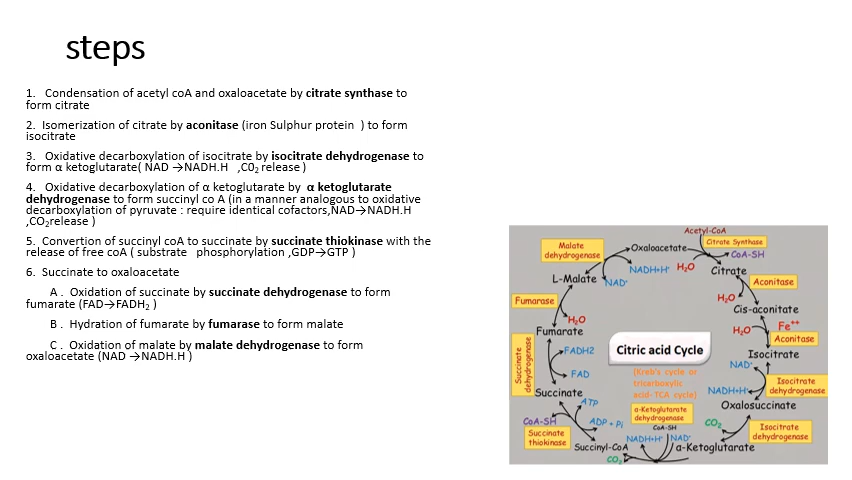 steps
1. Condensation of acetyl coA and oxaloacetate by citrate synthase to
form citrate
2. Isomerization of citrate by aconitase (iron Sulphur protein ) to form
isocitrate
3. Oxidative decarboxylation of isocitrate by isocitrate dehydrogenase to
form α ketoglutarate( NAD →NADH.H ,C0₂ release )
4. Oxidative decarboxylation of α ketoglutarate by α ketoglutarate
dehydrogenase to form succinyl co A (in a manner analogous to oxidative
decarboxylation of pyruvate : require identical cofactors,NAD→NADH.H
,CO₂release )
5. Convertion of succinyl coA to succinate by succinate thiokinase with the
release of free coA ( substrate phosphorylation ,GDP→GTP )
6. Succinate to oxaloacetate
A . Oxidation of succinate by succinate dehydrogenase to form
fumarate (FAD→FADH₂ )
B . Hydration of fumarate by fumarase to form malate
C . Oxidation of malate by malate dehydrogenase to form
oxaloacetate (NAD →NADH.H )
Acetyl-CoA
Malate
dehydrogenase
Oxaloacetate
Citrate Synthase
CoA-SH
NADH+H⁺
H₂O
Citrate
L-Malate
NAD⁺
Aconitase
Fumarase
H₂O
Cis-aconitate
H₂O
Fumarate
H₂O
Fe⁺⁺
Aconitase
Succinate
dehydrogenase
FADH2
Citric acid Cycle
Isocitrate
NAD⁺
FAD
(Kreb's cycle or
tricarboxylic
acid- TCA cycle)
Isocitrate
dehydrogenase
NADH+H⁺
Succinate
ATP
α-Ketoglutarate
dehydrogenase
Oxalosuccinate
CoA-SH
ADP + Pi
CoA-SH
CO₂
Isocitrate
dehydrogenase
Succinate
thiokinase
NADH+H⁺
NAD⁺
Succinyl-CoA
α-Ketoglutarate
CO₂